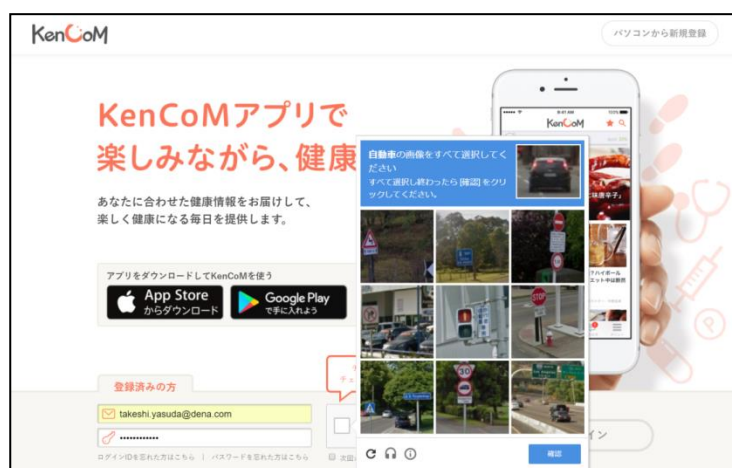 KenCoM
パソコンから新規登録
KenCoMアプリで
楽しみながら、健康
あなたに合わせた健康情報をお届けして、
楽しく健康になる毎日を提供します。
アプリをダウンロードしてKenCoMを使う
App Store
からダウンロード
Google Play
で手に入れよう
登録済みの方
takeshi.yasuda@dena.com
••••••••••••
ログインIDを忘れた方はこちら | パスワードを忘れた方はこちら
次回
イン
自動車の画像をすべて選択してく
ださい
すべて選択し終わったら [確認] をクリ
ックしてください。
STOP
30
確認
9:41 AM
KenCoM